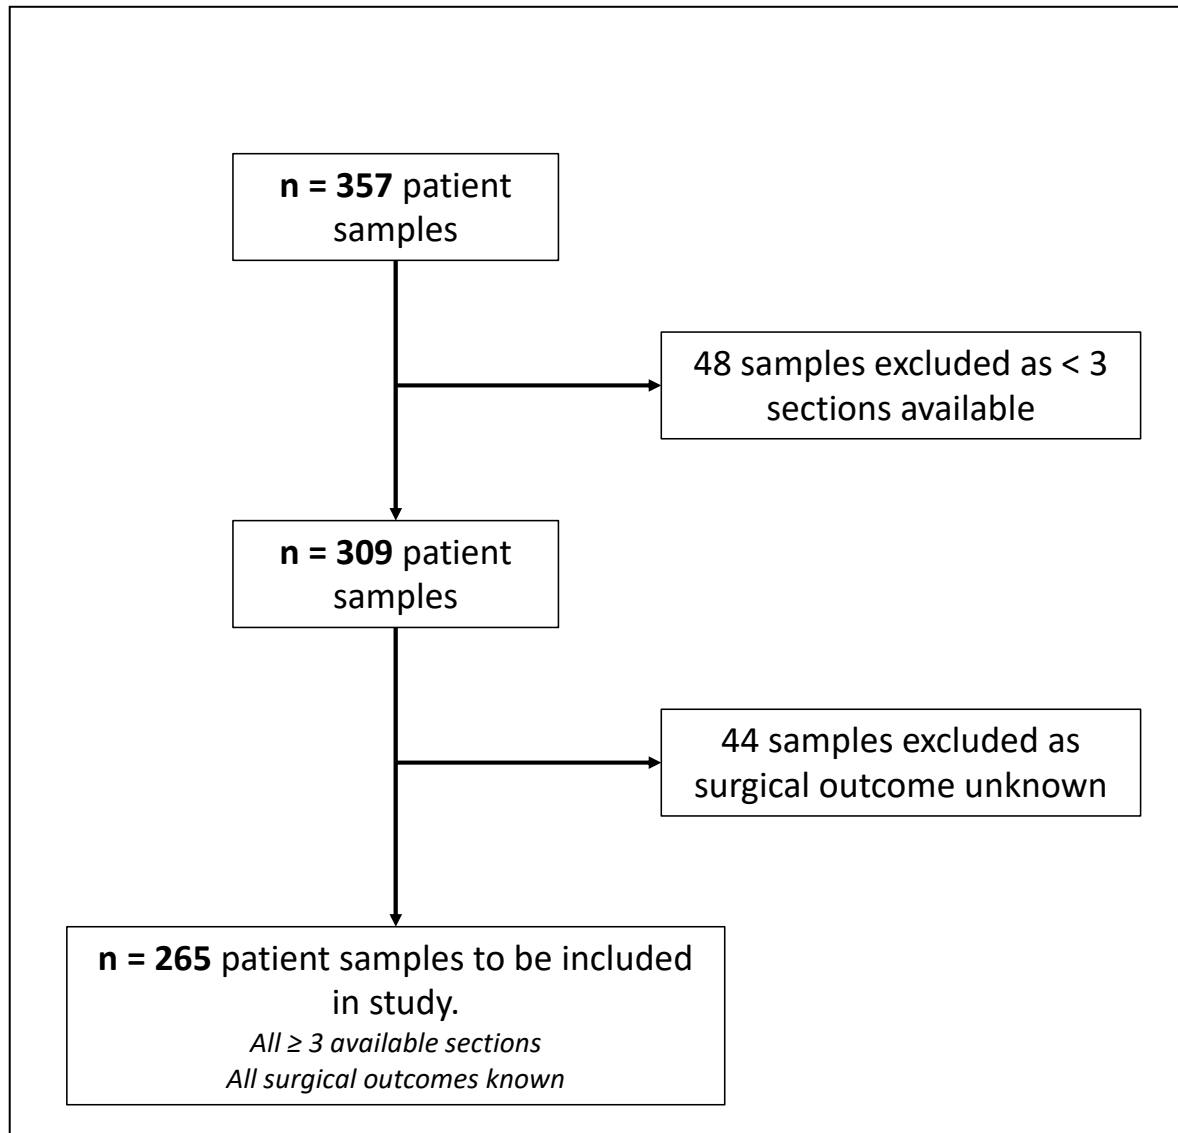 n = 357 patient
samples
48 samples excluded as < 3
sections available
n = 309 patient
samples
44 samples excluded as
surgical outcome unknown
n = 265 patient samples to be included
in study.
All ≥ 3 available sections
All surgical outcomes known